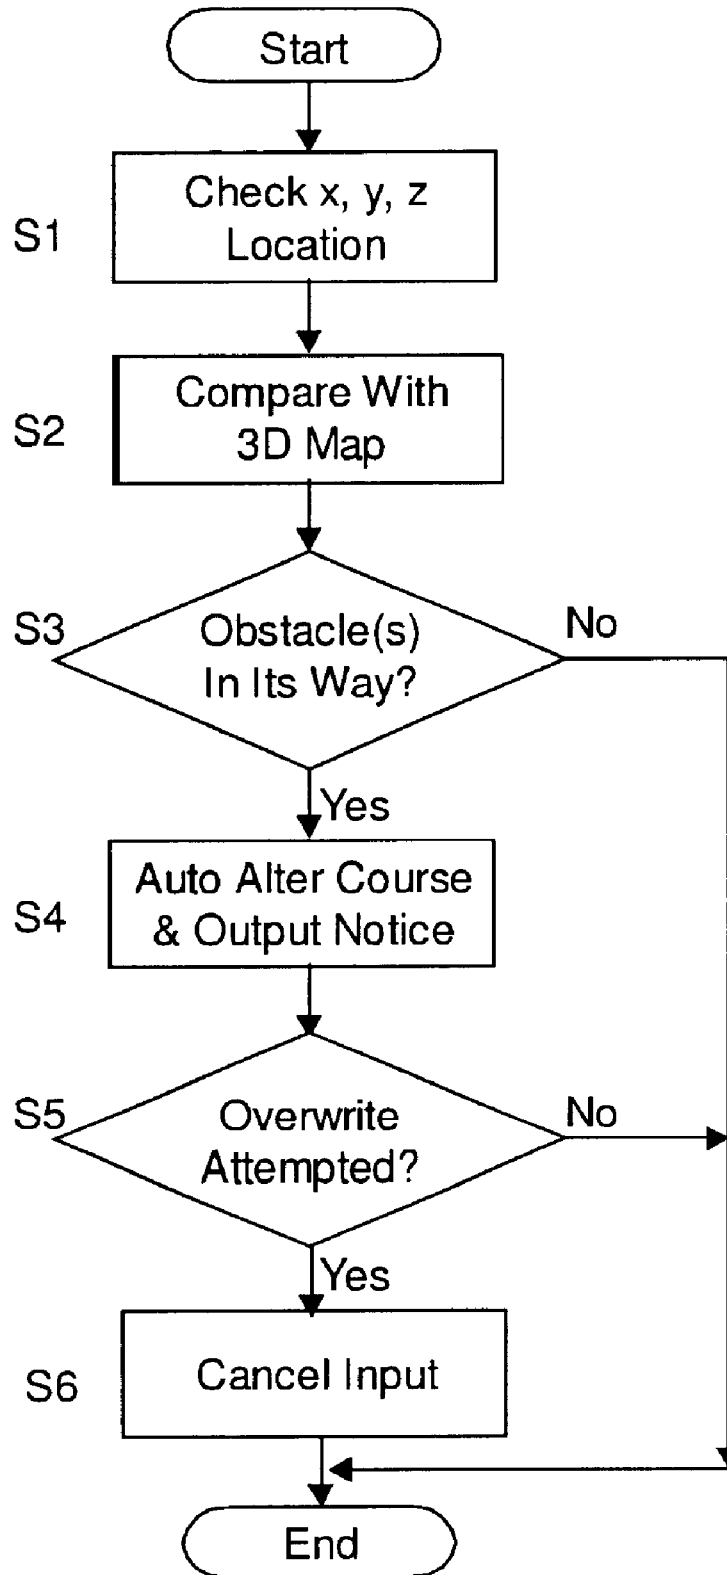 Start
Check x, y, z
Location
S1
Compare With
3D Map
S2
S3
Obstacle(s)
In Its Way?
No
Yes
Auto Alter Course
& Output Notice
S4
S5
Overwrite
Attempted?
No
Yes
Cancel Input
S6
End